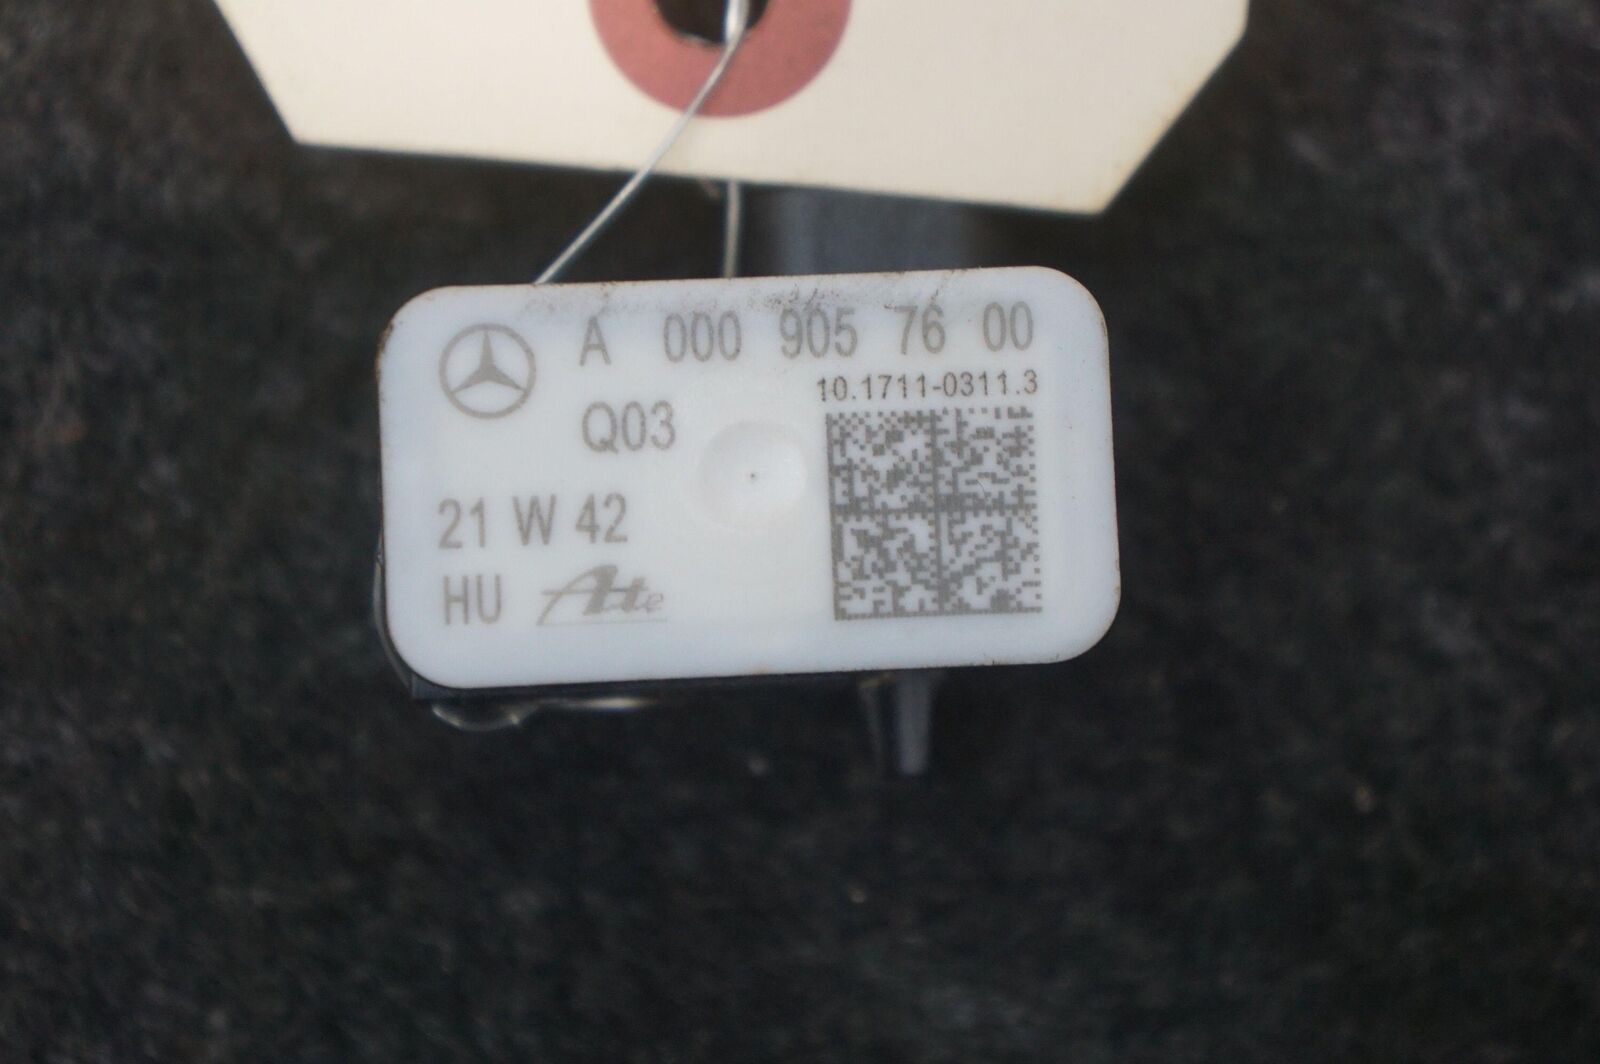 A 000 905 76 00
10.1711-0311.3
Q03
21 W 42
HU Ate